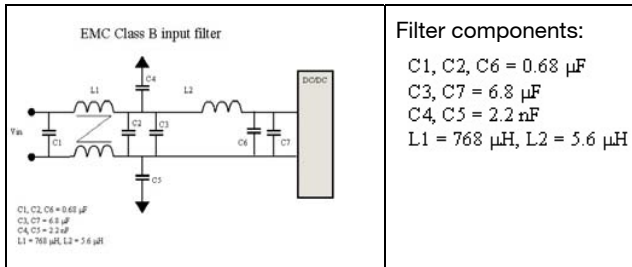 EMC Class B input filter
C4
DC/DC
L1
L2
C2
C3
Vin
C1
C6
C7
C5
C1, C2, C6 = 0.68 μF
C3, C7 = 6.8 μF
C4, C5 = 2.2 nF
L1 = 768 μH, L2 = 5.6 μH
Filter components:
C1, C2, C6 = 0.68 μF
C3, C7 = 6.8 μF
C4, C5 = 2.2 nF
L1 = 768 μH, L2 = 5.6 μH